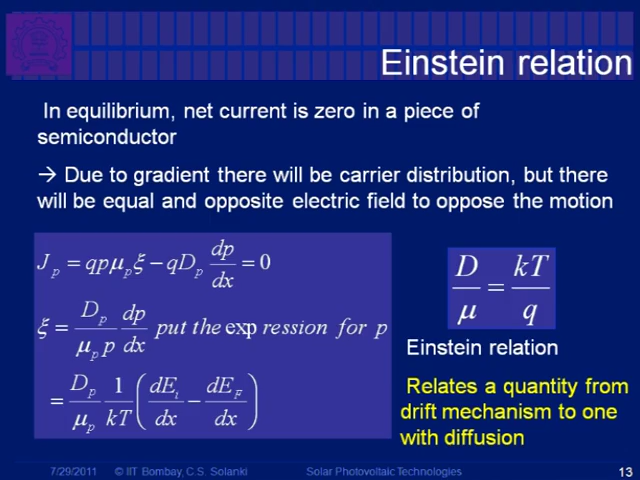 Einstein relation
In equilibrium, net current is zero in a piece of
semiconductor
→ Due to gradient there will be carrier distribution, but there
will be equal and opposite electric field to oppose the motion
J_p = qpμ_p ξ − qD_p dp/dx = 0
ξ = D_p/(μ_p p) dp/dx put the exp ression for p
= D_p/μ_p 1/kT (dE_i/dx − dE_F/dx)
D/μ = kT/q
Einstein relation
Relates a quantity from
drift mechanism to one
with diffusion
7/29/2011 © IIT Bombay, C.S. Solanki Solar Photovoltaic Technologies 13